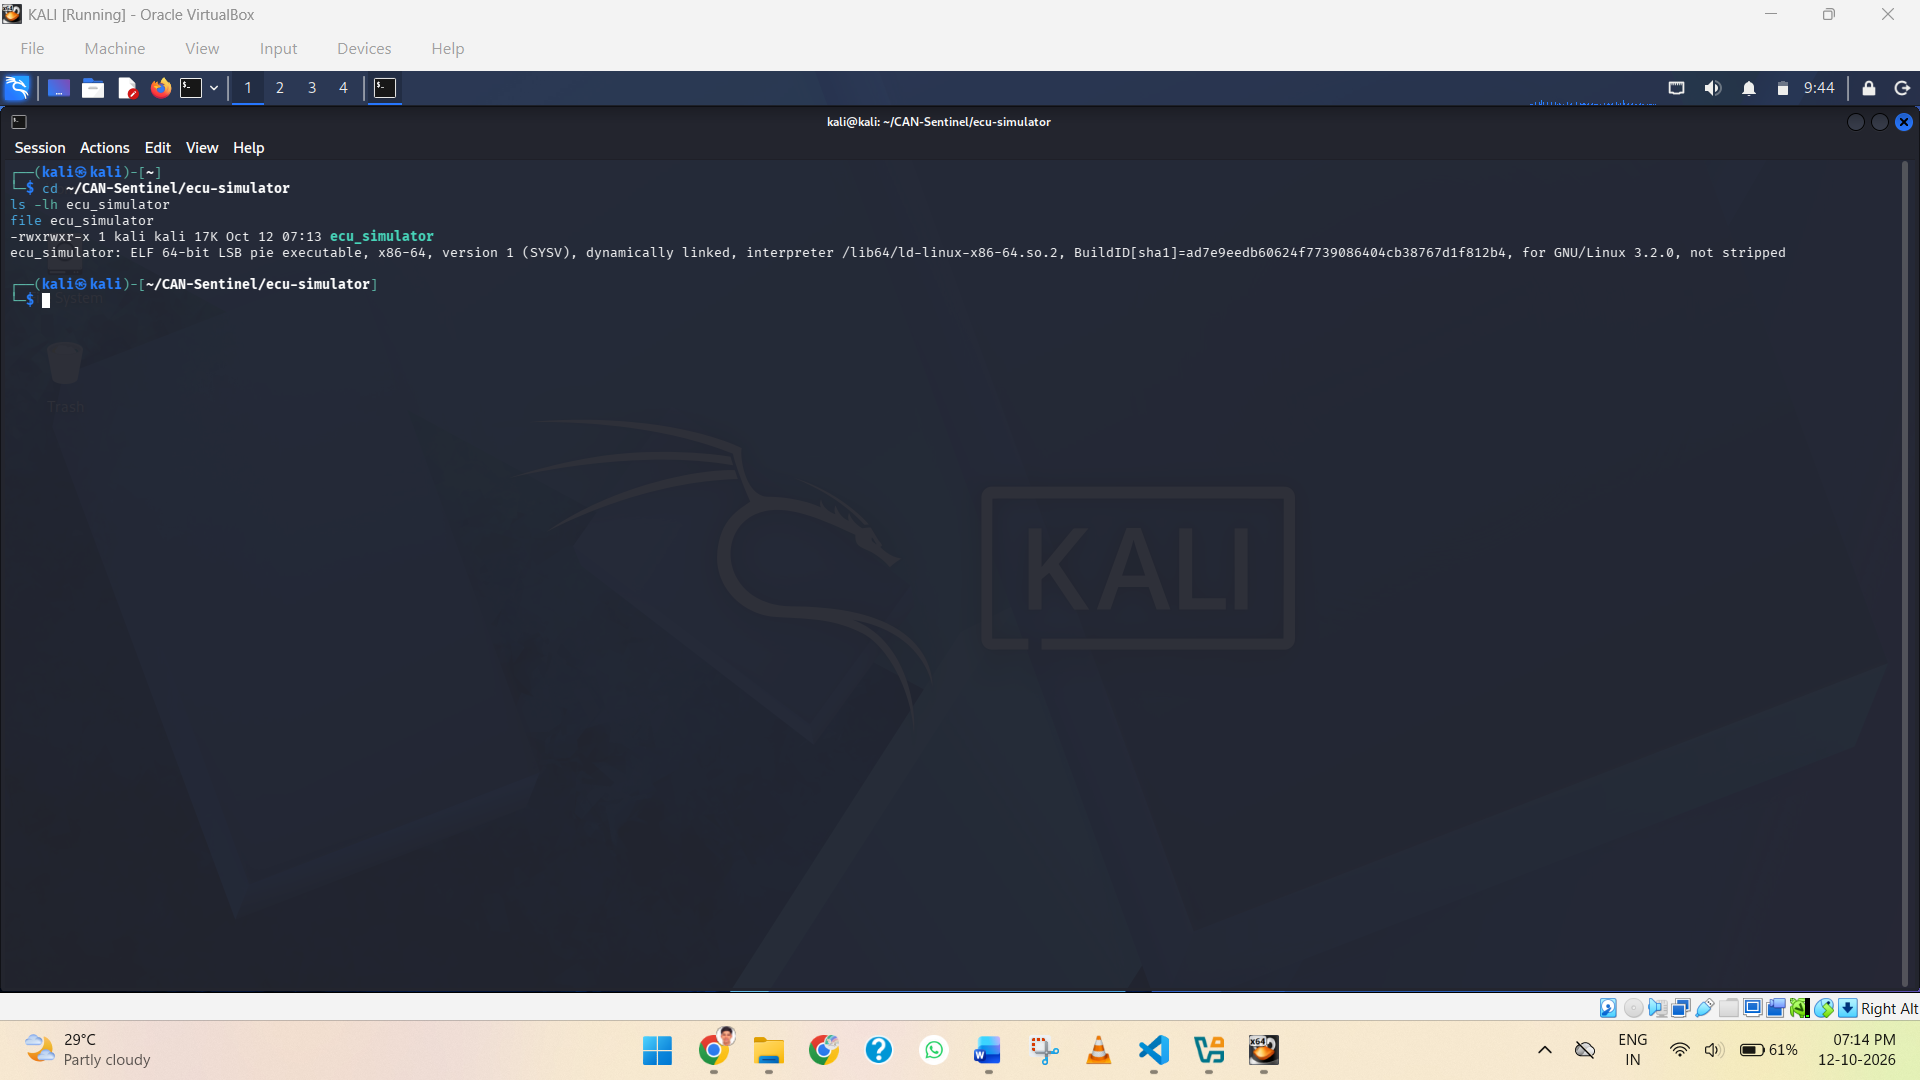 KALI [Running] - Oracle VirtualBox
File Machine View Input Devices Help
1 2 3 4
9:44
kali@kali: ~/CAN-Sentinel/ecu-simulator
Session Actions Edit View Help
┌──(kali㉿kali)-[~]
└─$ cd ~/CAN-Sentinel/ecu-simulator
ls -lh ecu_simulator
file ecu_simulator
-rwxrwxr-x 1 kali kali 17K Oct 12 07:13 ecu_simulator
ecu_simulator: ELF 64-bit LSB pie executable, x86-64, version 1 (SYSV), dynamically linked, interpreter /lib64/ld-linux-x86-64.so.2, BuildID[sha1]=ad7e9eedb60624f7739086404cb38767d1f812b4, for GNU/Linux 3.2.0, not stripped
┌──(kali㉿kali)-[~/CAN-Sentinel/ecu-simulator]
└─$
System
Trash
KALI
Right Alt
29°C
Partly cloudy
ENG
IN
61%
07:14 PM
12-10-2026